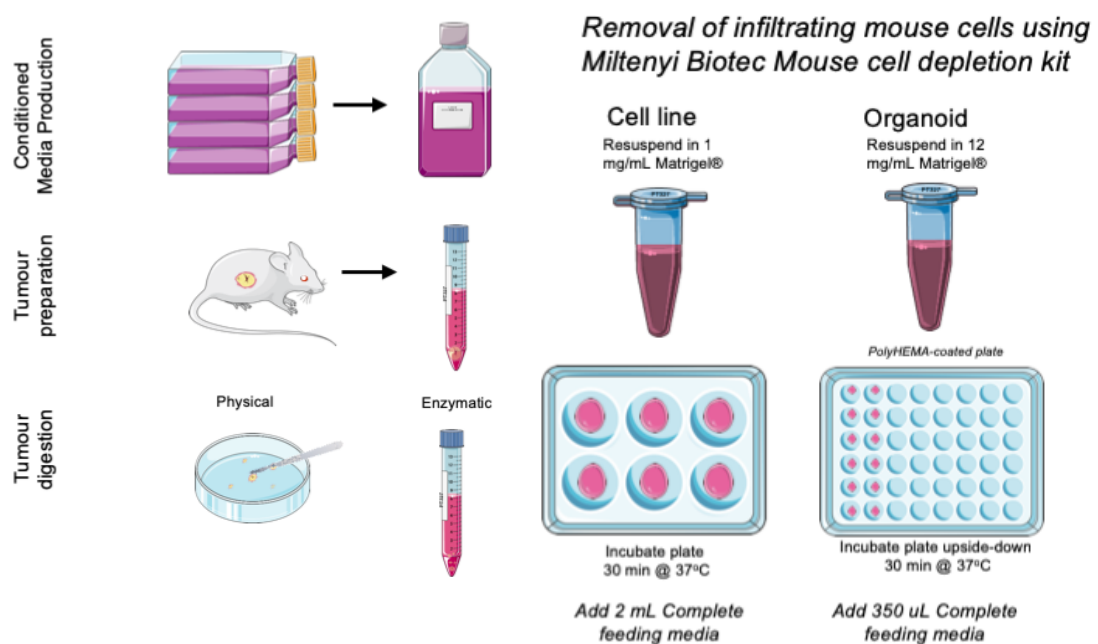 Conditioned
Media Production
Tumour
preparation
Tumour
digestion
Physical
Enzymatic
Removal of infiltrating mouse cells using
Miltenyi Biotec Mouse cell depletion kit
Cell line
Resuspend in 1
mg/mL Matrigel®
PT327
Incubate plate
30 min @ 37ºC
Add 2 mL Complete
feeding media
Organoid
Resuspend in 12
mg/mL Matrigel®
PT327
PolyHEMA-coated plate
Incubate plate upside-down
30 min @ 37ºC
Add 350 uL Complete
feeding media